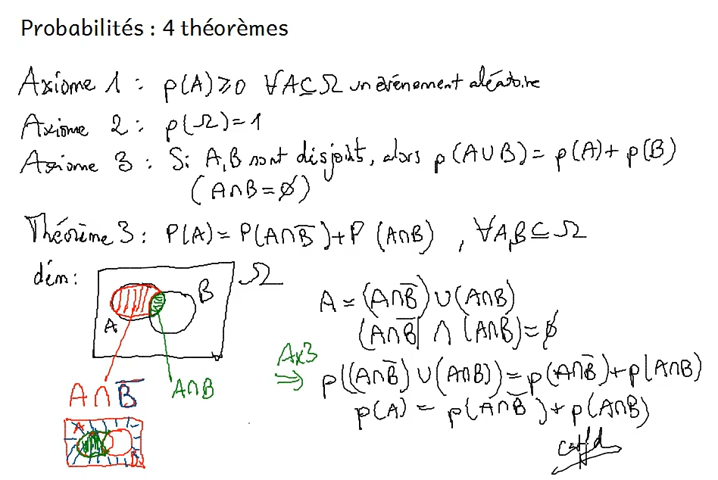 Probabilités : 4 théorèmes
Axiome 1 : p(A)⩾0 ∀A⊆Ω un événement aléatoire
Axiome 2 : p(Ω)=1
Axiome 3 : Si A,B sont disjoints, alors p(A∪B)= p(A)+ p(B)
(A∩B=∅)
Théorème 3 : P(A)= P(A∩B̅)+P (A∩B) , ∀A,B⊆Ω
dém :
Ω
B
A
A∩B̅
A∩B
A
B
A=(A∩B̅)∪(A∩B)
(A∩B̅) ∩ (A∩B)=∅
Ax3
⇒ p((A∩B̅)∪(A∩B))=p(A∩B̅)+p(A∩B)
p(A) = p(A∩B̅)+p(A∩B)
cqfd